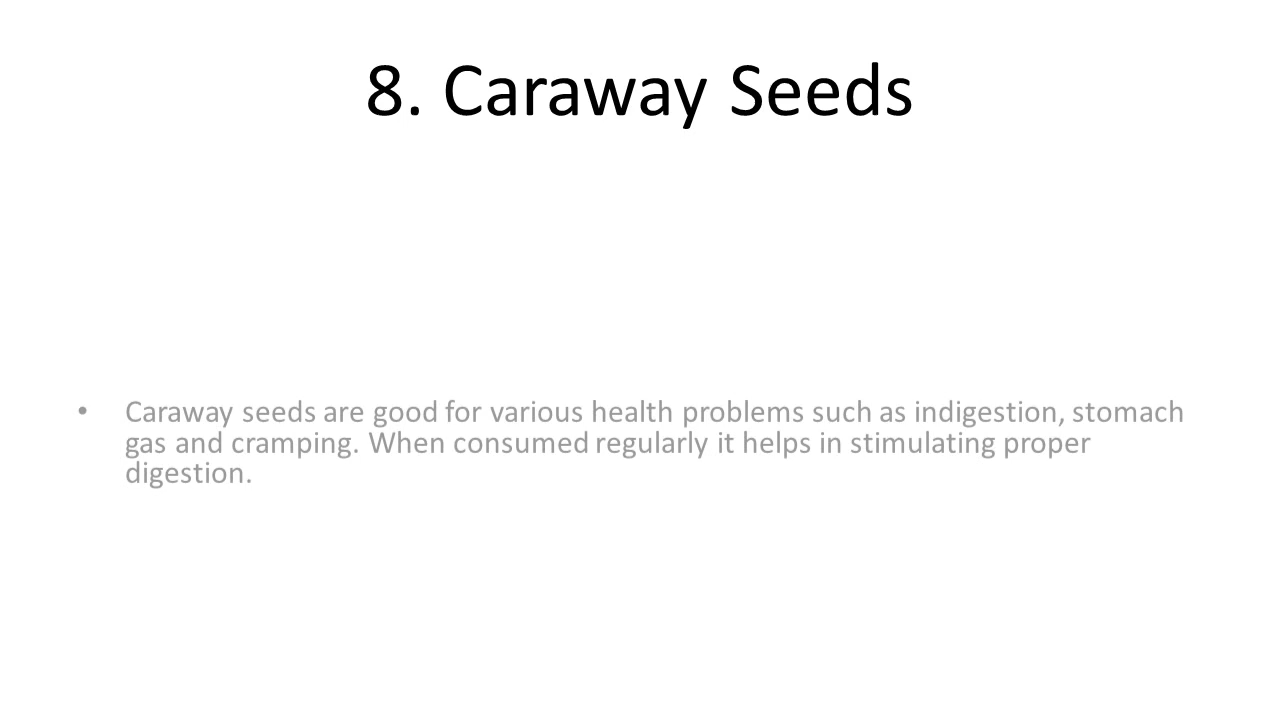 8. Caraway Seeds
• Caraway seeds are good for various health problems such as indigestion, stomach
gas and cramping. When consumed regularly it helps in stimulating proper
digestion.